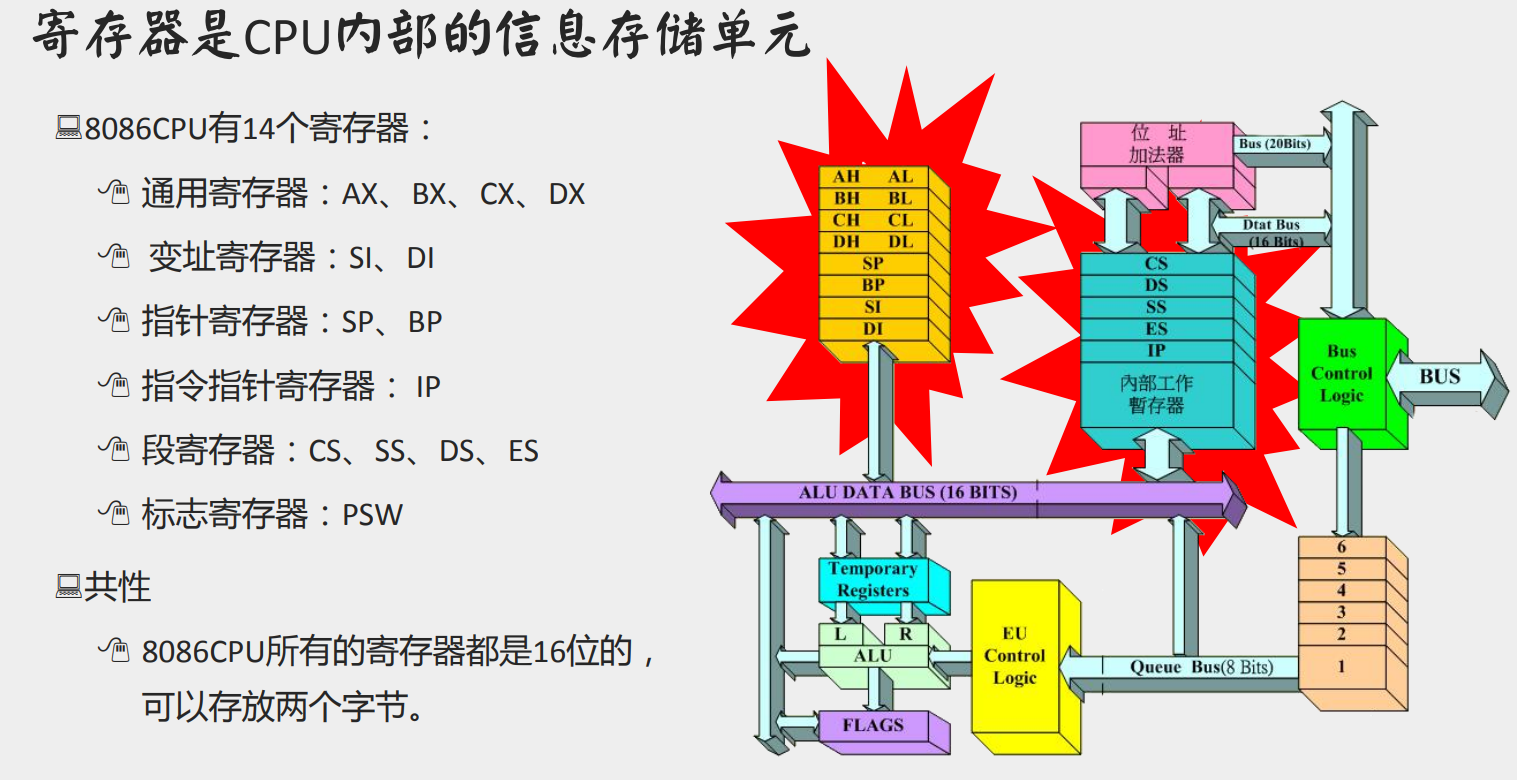 寄存器是CPU内部的信息存储单元
8086CPU有14个寄存器：
通用寄存器：AX、BX、CX、DX
变址寄存器：SI、DI
指针寄存器：SP、BP
指令指针寄存器： IP
段寄存器：CS、SS、DS、ES
标志寄存器：PSW
共性
8086CPU所有的寄存器都是16位的，
可以存放两个字节。
AH AL
BH BL
CH CL
DH DL
SP
BP
SI
DI
位 址
加法器
Bus (20Bits)
Dtat Bus
(16 Bits)
CS
DS
SS
ES
IP
內部工作
暫存器
Bus
Control
Logic
BUS
ALU DATA BUS (16 BITS)
Temporary
Registers
L R
ALU
FLAGS
EU
Control
Logic
Queue Bus(8 Bits)
6
5
4
3
2
1